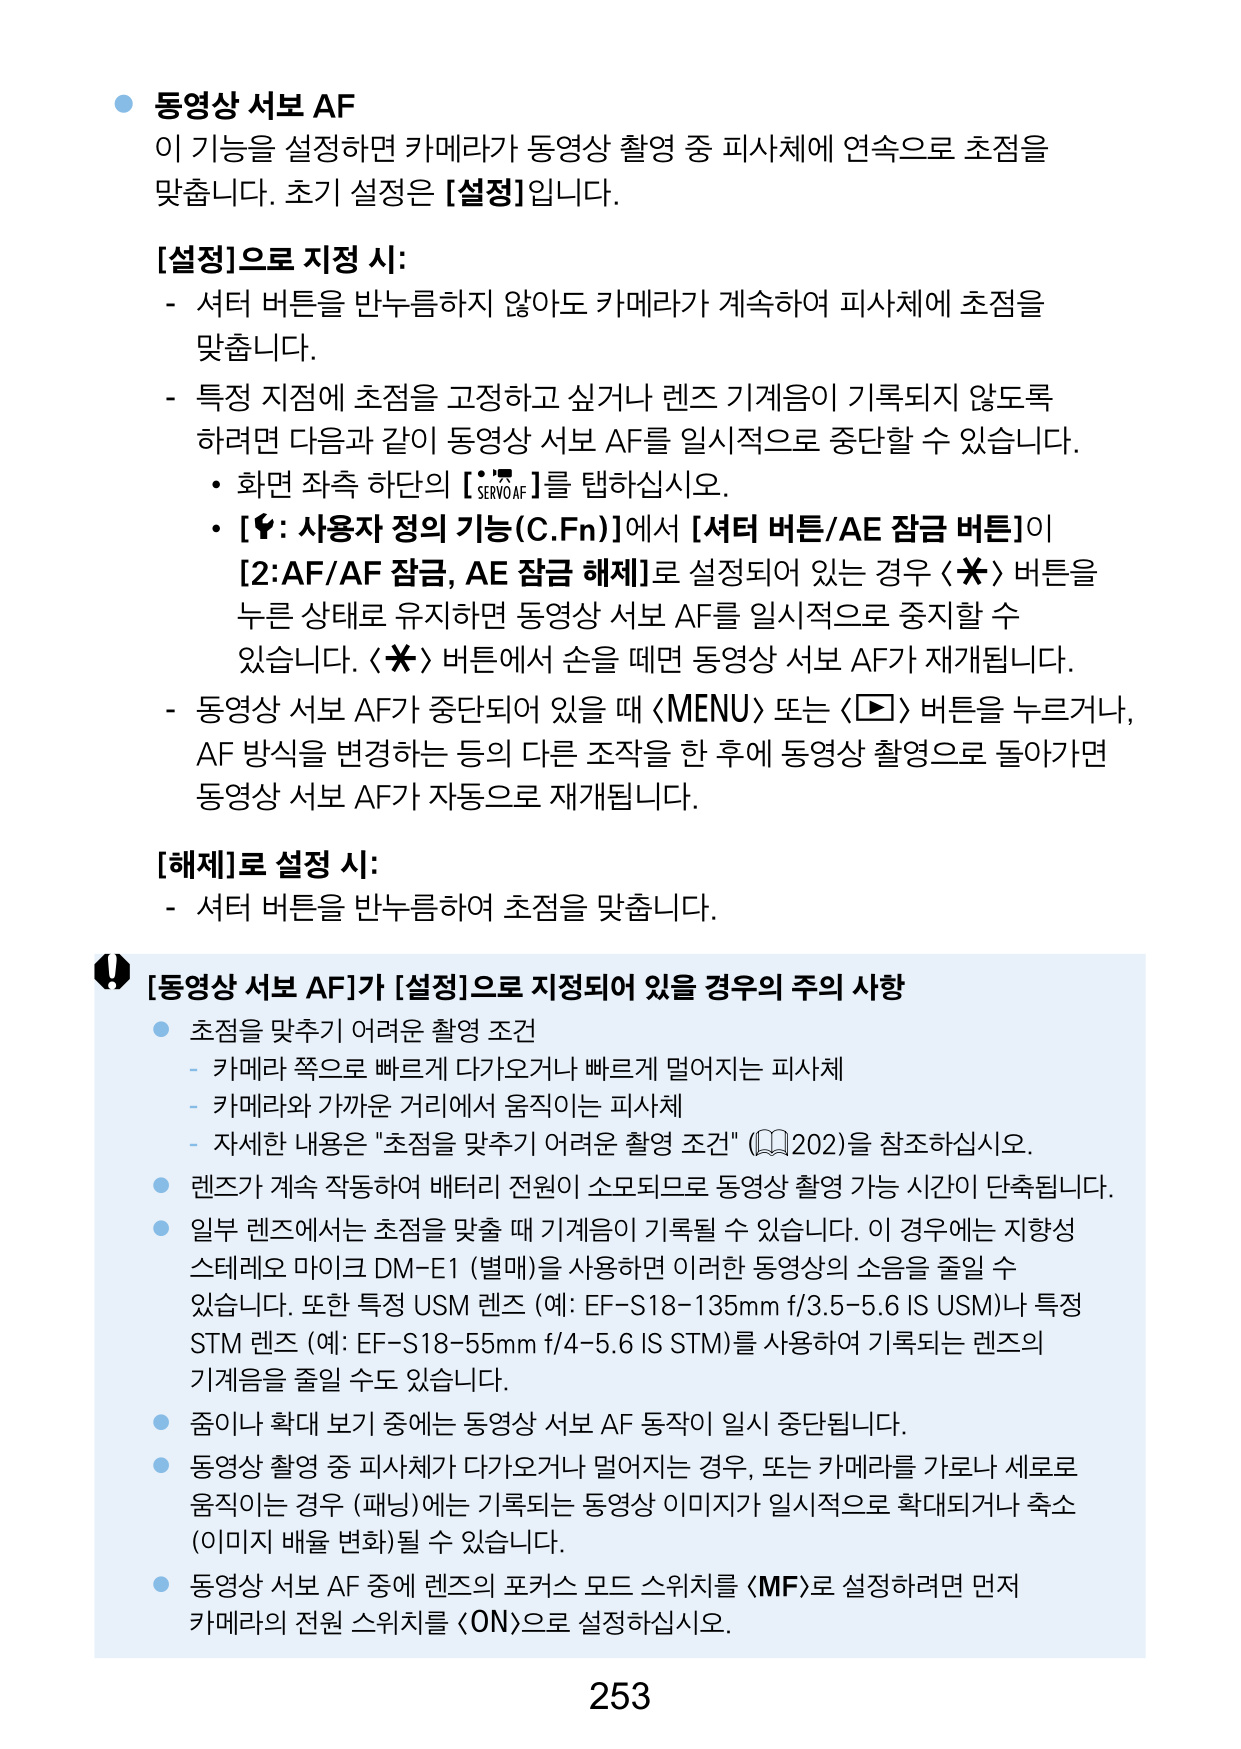 ● 동영상 서보 AF
이 기능을 설정하면 카메라가 동영상 촬영 중 피사체에 연속으로 초점을
맞춥니다. 초기 설정은 [설정]입니다.
[설정]으로 지정 시:
- 셔터 버튼을 반누름하지 않아도 카메라가 계속하여 피사체에 초점을
맞춥니다.
- 특정 지점에 초점을 고정하고 싶거나 렌즈 기계음이 기록되지 않도록
하려면 다음과 같이 동영상 서보 AF를 일시적으로 중단할 수 있습니다.
• 화면 좌측 하단의 [SERVO AF]를 탭하십시오.
• [: 사용자 정의 기능(C.Fn)]에서 [셔터 버튼/AE 잠금 버튼]이
[2:AF/AF 잠금, AE 잠금 해제]로 설정되어 있는 경우 〈✱〉 버튼을
누른 상태로 유지하면 동영상 서보 AF를 일시적으로 중지할 수
있습니다. 〈✱〉 버튼에서 손을 떼면 동영상 서보 AF가 재개됩니다.
- 동영상 서보 AF가 중단되어 있을 때 〈MENU〉 또는 〈▶〉 버튼을 누르거나,
AF 방식을 변경하는 등의 다른 조작을 한 후에 동영상 촬영으로 돌아가면
동영상 서보 AF가 자동으로 재개됩니다.
[해제]로 설정 시:
- 셔터 버튼을 반누름하여 초점을 맞춥니다.
[동영상 서보 AF]가 [설정]으로 지정되어 있을 경우의 주의 사항
● 초점을 맞추기 어려운 촬영 조건
- 카메라 쪽으로 빠르게 다가오거나 빠르게 멀어지는 피사체
- 카메라와 가까운 거리에서 움직이는 피사체
- 자세한 내용은 "초점을 맞추기 어려운 촬영 조건" (202)을 참조하십시오.
● 렌즈가 계속 작동하여 배터리 전원이 소모되므로 동영상 촬영 가능 시간이 단축됩니다.
● 일부 렌즈에서는 초점을 맞출 때 기계음이 기록될 수 있습니다. 이 경우에는 지향성
스테레오 마이크 DM-E1 (별매)을 사용하면 이러한 동영상의 소음을 줄일 수
있습니다. 또한 특정 USM 렌즈 (예: EF-S18-135mm f/3.5-5.6 IS USM)나 특정
STM 렌즈 (예: EF-S18-55mm f/4-5.6 IS STM)를 사용하여 기록되는 렌즈의
기계음을 줄일 수도 있습니다.
● 줌이나 확대 보기 중에는 동영상 서보 AF 동작이 일시 중단됩니다.
● 동영상 촬영 중 피사체가 다가오거나 멀어지는 경우, 또는 카메라를 가로나 세로로
움직이는 경우 (패닝)에는 기록되는 동영상 이미지가 일시적으로 확대되거나 축소
(이미지 배율 변화)될 수 있습니다.
● 동영상 서보 AF 중에 렌즈의 포커스 모드 스위치를 〈MF〉로 설정하려면 먼저
카메라의 전원 스위치를 〈ON〉으로 설정하십시오.
253